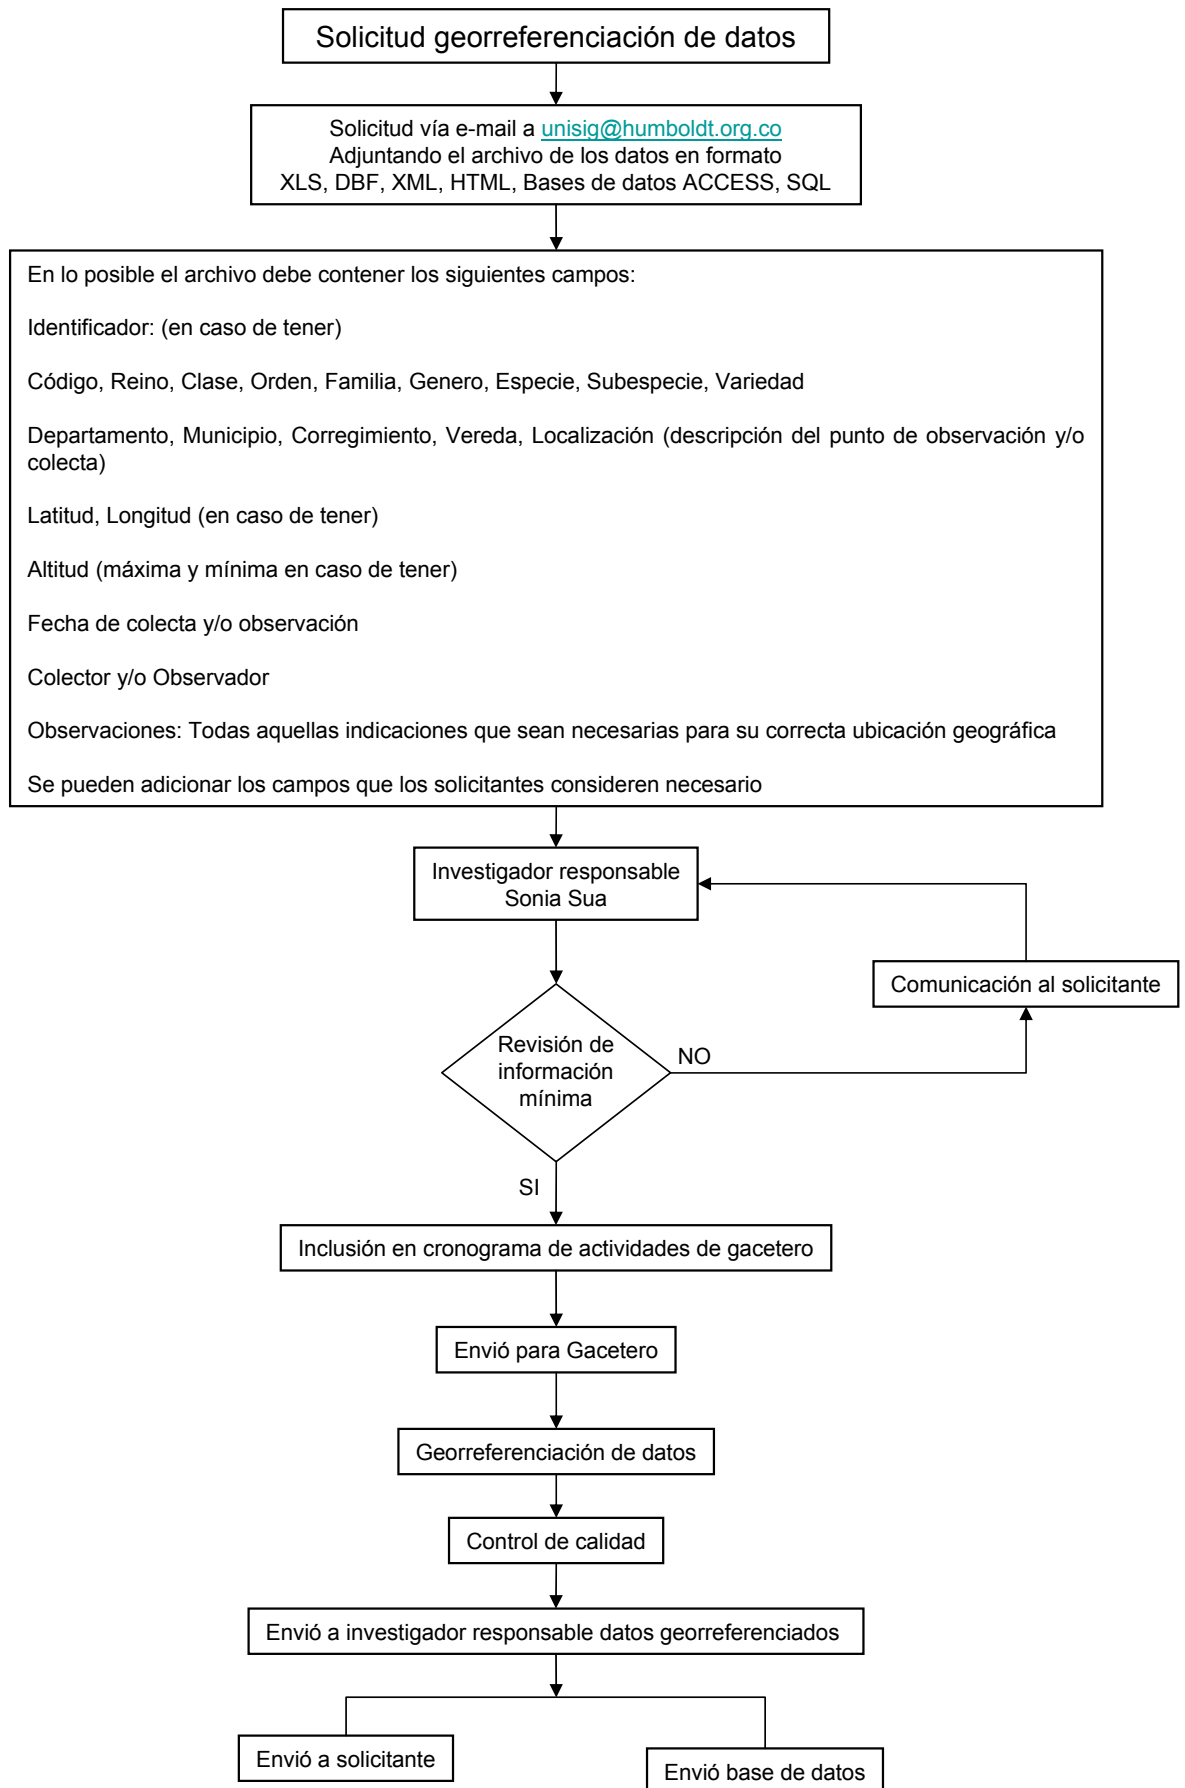 Solicitud georreferenciación de datos
Solicitud vía e-mail a unisig@humboldt.org.co
Adjuntando el archivo de los datos en formato
XLS, DBF, XML, HTML, Bases de datos ACCESS, SQL
En lo posible el archivo debe contener los siguientes campos:
Identificador: (en caso de tener)
Código, Reino, Clase, Orden, Familia, Genero, Especie, Subespecie, Variedad
Departamento, Municipio, Corregimiento, Vereda, Localización (descripción del punto de observación y/o
colecta)
Latitud, Longitud (en caso de tener)
Altitud (máxima y mínima en caso de tener)
Fecha de colecta y/o observación
Colector y/o Observador
Observaciones: Todas aquellas indicaciones que sean necesarias para su correcta ubicación geográfica
Se pueden adicionar los campos que los solicitantes consideren necesario
Investigador responsable
Sonia Sua
Comunicación al solicitante
Revisión de
información
mínima
NO
SI
Inclusión en cronograma de actividades de gacetero
Envió para Gacetero
Georreferenciación de datos
Control de calidad
Envió a investigador responsable datos georreferenciados
Envió a solicitante
Envió base de datos